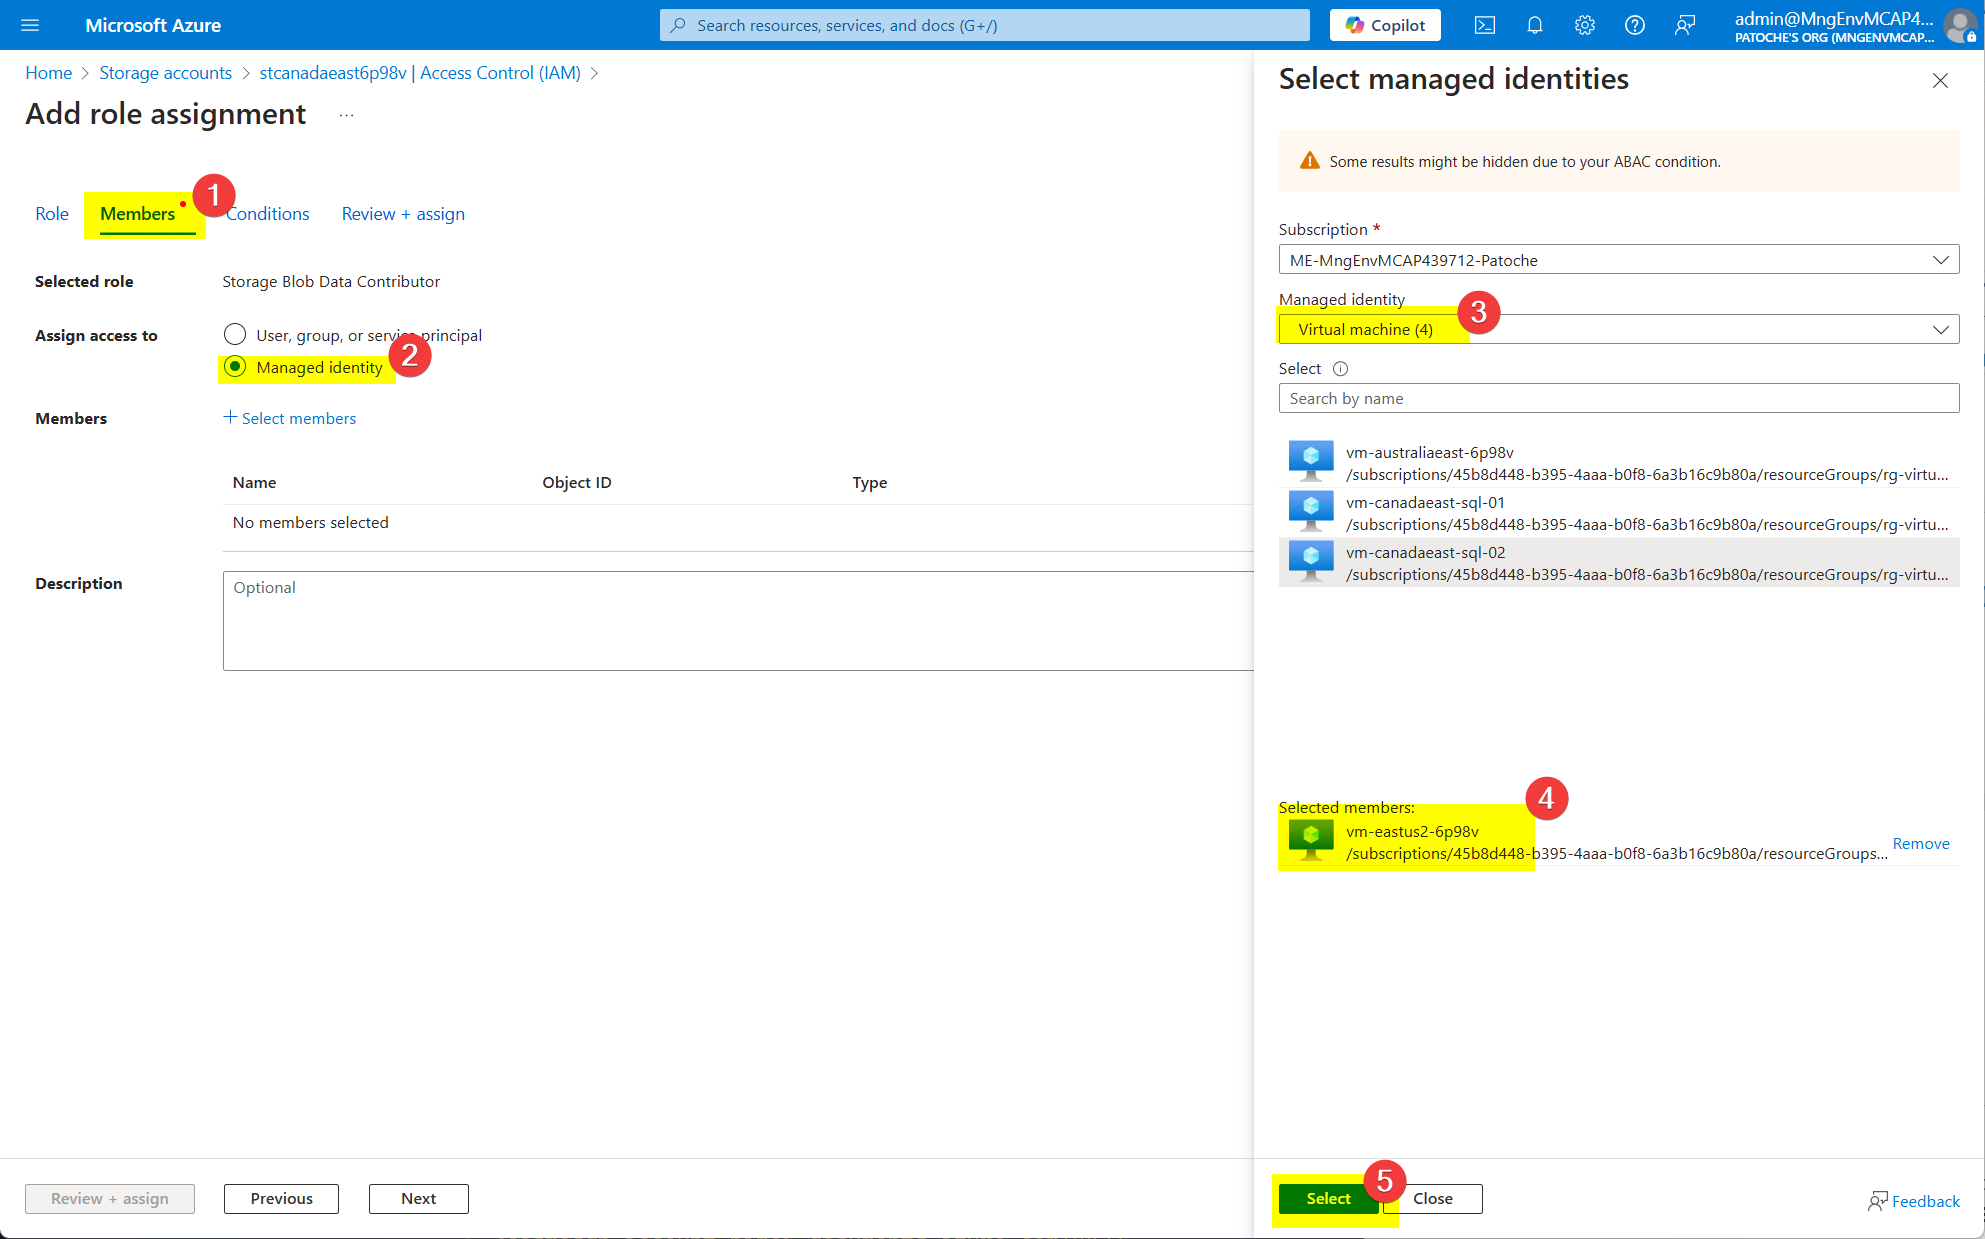 Microsoft Azure
Search resources, services, and docs (G+/)
Copilot
admin@MngEnvMCAP4...
PATOCHE'S ORG (MNGENVMCAP...
Home > Storage accounts > stcanadaeast6p98v | Access Control (IAM) >
Add role assignment ...
Role
Members
1
Conditions
Review + assign
Selected role
Storage Blob Data Contributor
Assign access to
User, group, or service principal
Managed identity
2
Members
+ Select members
Name
Object ID
Type
No members selected
Description
Optional
Review + assign
Previous
Next
Select managed identities
Some results might be hidden due to your ABAC condition.
Subscription *
ME-MngEnvMCAP439712-Patoche
Managed identity
3
Virtual machine (4)
Select
Search by name
vm-australiaeast-6p98v
/subscriptions/45b8d448-b395-4aaa-b0f8-6a3b16c9b80a/resourceGroups/rg-virtu...
vm-canadaeast-sql-01
/subscriptions/45b8d448-b395-4aaa-b0f8-6a3b16c9b80a/resourceGroups/rg-virtu...
vm-canadaeast-sql-02
/subscriptions/45b8d448-b395-4aaa-b0f8-6a3b16c9b80a/resourceGroups/rg-virtu...
4
Selected members:
vm-eastus2-6p98v
/subscriptions/45b8d448-b395-4aaa-b0f8-6a3b16c9b80a/resourceGroups...
Remove
Select
5
Close
Feedback